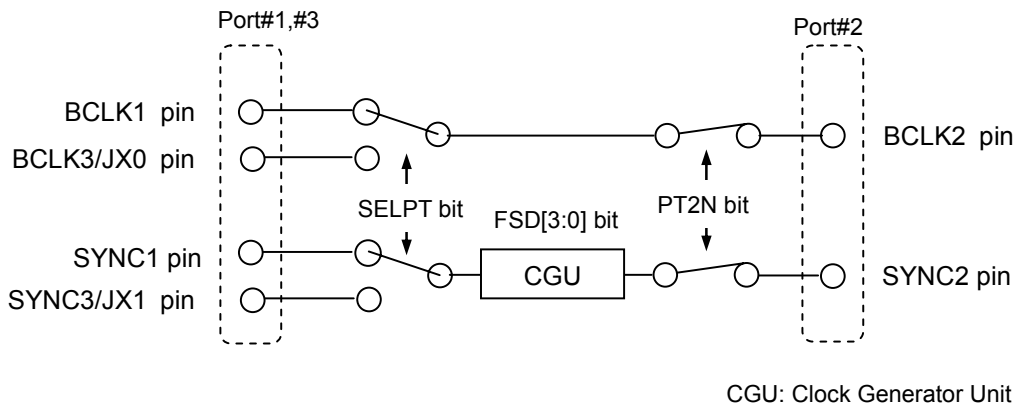 Port#1,#3
Port#2
BCLK1 pin
BCLK2 pin
BCLK3/JX0 pin
SELPT bit
PT2N bit
FSD[3:0] bit
SYNC1 pin
CGU
SYNC2 pin
SYNC3/JX1 pin
CGU: Clock Generator Unit